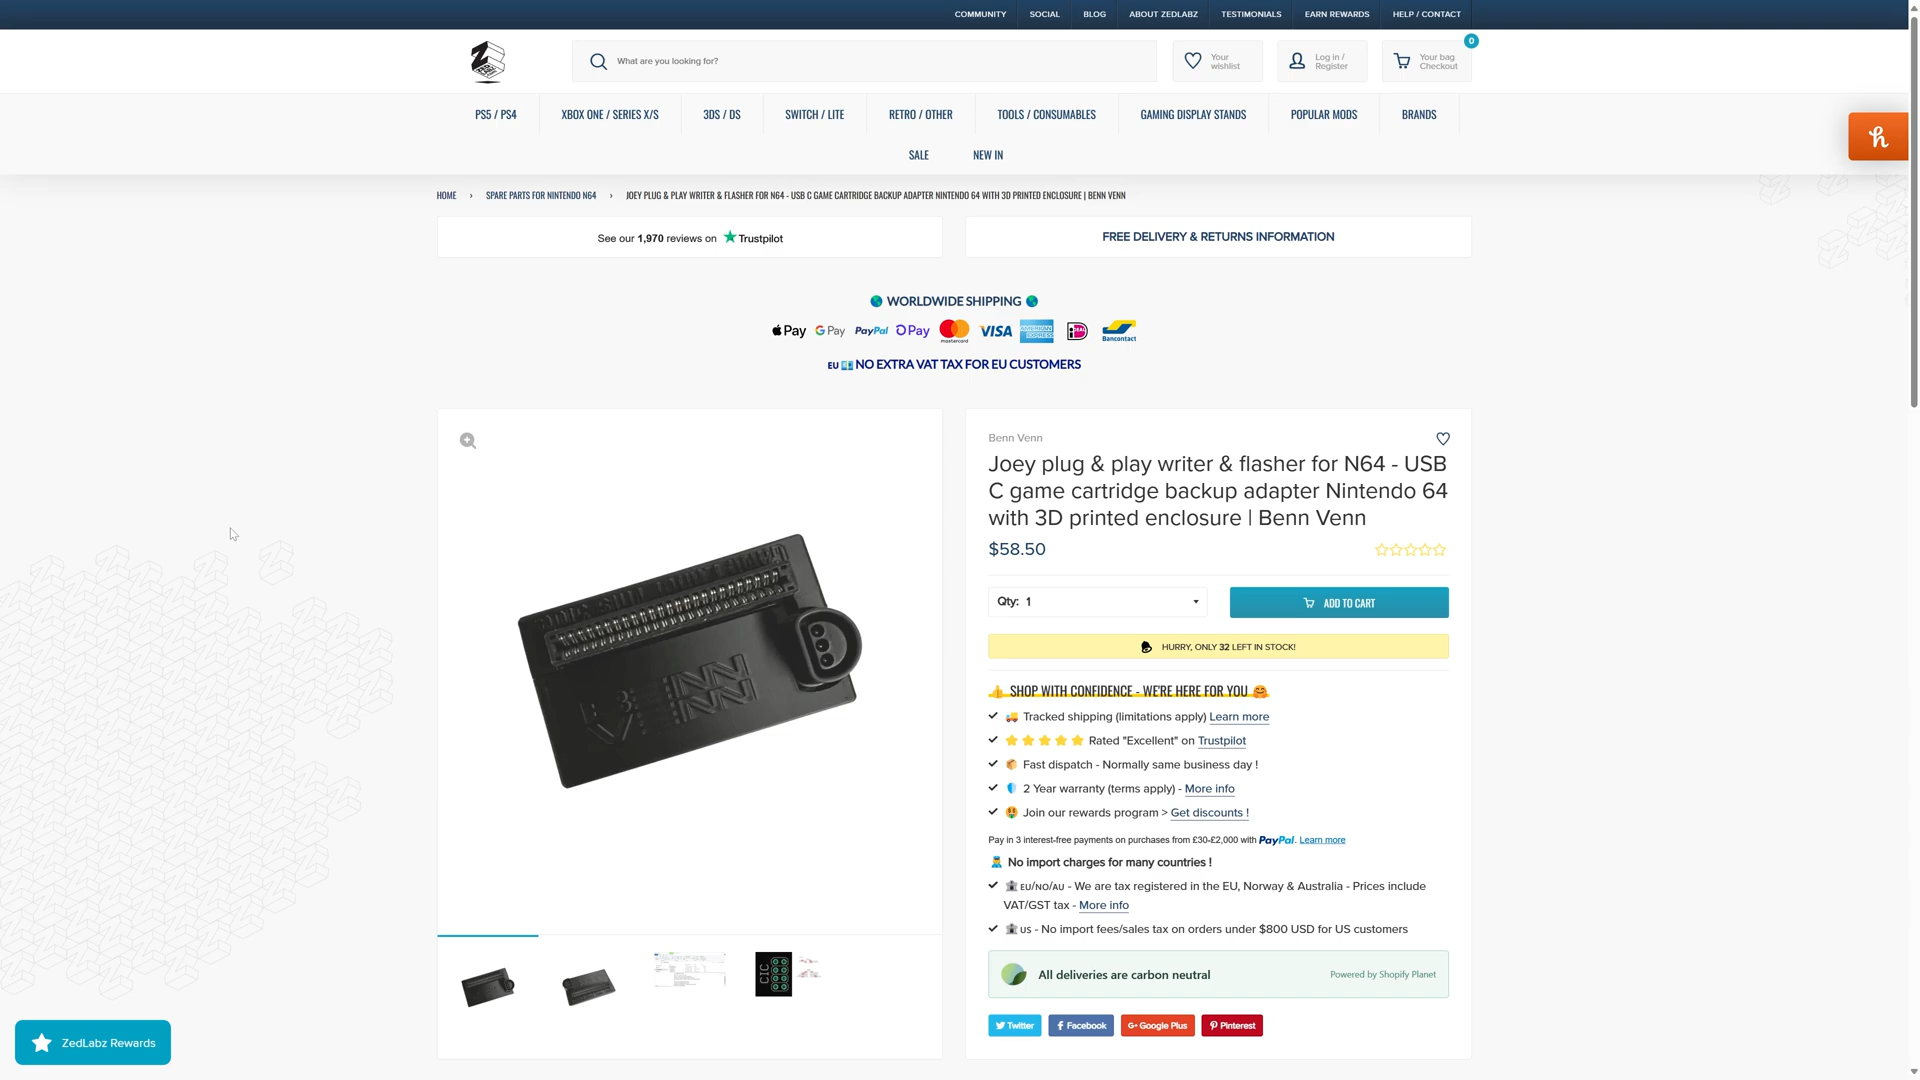 COMMUNITY
SOCIAL
BLOG
ABOUT ZEDLABZ
TESTIMONIALS
EARN REWARDS
HELP / CONTACT
What are you looking for?
Your
wishlist
Log in /
Register
Your bag
Checkout
0
PS5 / PS4
XBOX ONE / SERIES X/S
3DS / DS
SWITCH / LITE
RETRO / OTHER
TOOLS / CONSUMABLES
GAMING DISPLAY STANDS
POPULAR MODS
BRANDS
SALE
NEW IN
HOME › SPARE PARTS FOR NINTENDO N64 › JOEY PLUG & PLAY WRITER & FLASHER FOR N64 - USB C GAME CARTRIDGE BACKUP ADAPTER NINTENDO 64 WITH 3D PRINTED ENCLOSURE | BENN VENN
See our 1,970 reviews on Trustpilot
FREE DELIVERY & RETURNS INFORMATION
WORLDWIDE SHIPPING
Pay G Pay PayPal Pay mastercard VISA AMERICAN EXPRESS iDEAL Bancontact
EU NO EXTRA VAT TAX FOR EU CUSTOMERS
Benn Venn
Joey plug & play writer & flasher for N64 - USB
C game cartridge backup adapter Nintendo 64
with 3D printed enclosure | Benn Venn
$58.50
Qty: 1
ADD TO CART
HURRY, ONLY 32 LEFT IN STOCK!
SHOP WITH CONFIDENCE - WE'RE HERE FOR YOU
Tracked shipping (limitations apply) Learn more
Rated "Excellent" on Trustpilot
Fast dispatch - Normally same business day !
2 Year warranty (terms apply) - More info
Join our rewards program > Get discounts !
Pay in 3 interest-free payments on purchases from £30-£2,000 with PayPal. Learn more
No import charges for many countries !
EU/NO/AU - We are tax registered in the EU, Norway & Australia - Prices include
VAT/GST tax - More info
US - No import fees/sales tax on orders under $800 USD for US customers
All deliveries are carbon neutral
Powered by Shopify Planet
Twitter
Facebook
G+ Google Plus
Pinterest
CIC
ZedLabz Rewards